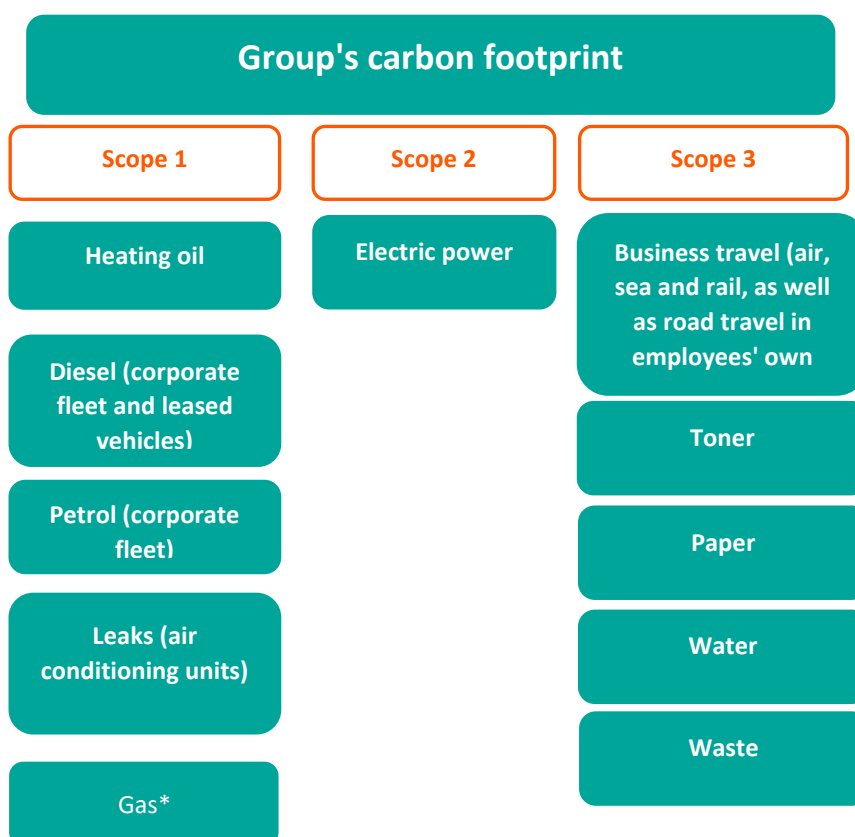 Group's carbon footprint
Scope 1
Scope 2
Scope 3
Heating oil
Diesel (corporate
fleet and leased
vehicles)
Petrol (corporate
fleet)
Leaks (air
conditioning units)
Gas*
Electric power
Business travel (air,
sea and rail, as well
as road travel in
employees' own
Toner
Paper
Water
Waste